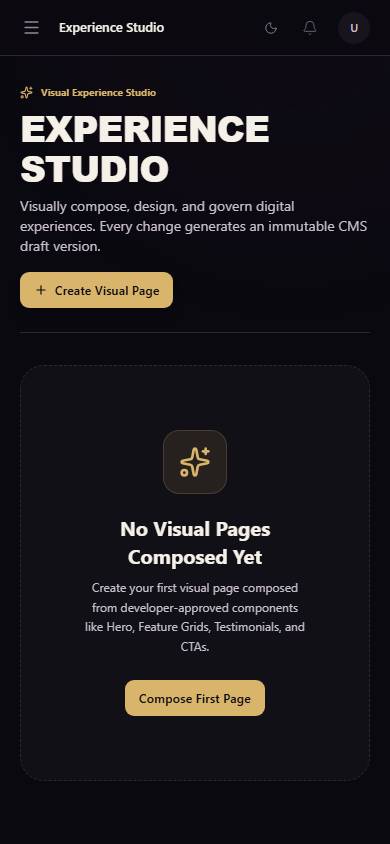 Experience Studio
U
Visual Experience Studio
EXPERIENCE
STUDIO
Visually compose, design, and govern digital
experiences. Every change generates an immutable CMS
draft version.
Create Visual Page
No Visual Pages
Composed Yet
Create your first visual page composed
from developer-approved components
like Hero, Feature Grids, Testimonials, and
CTAs.
Compose First Page